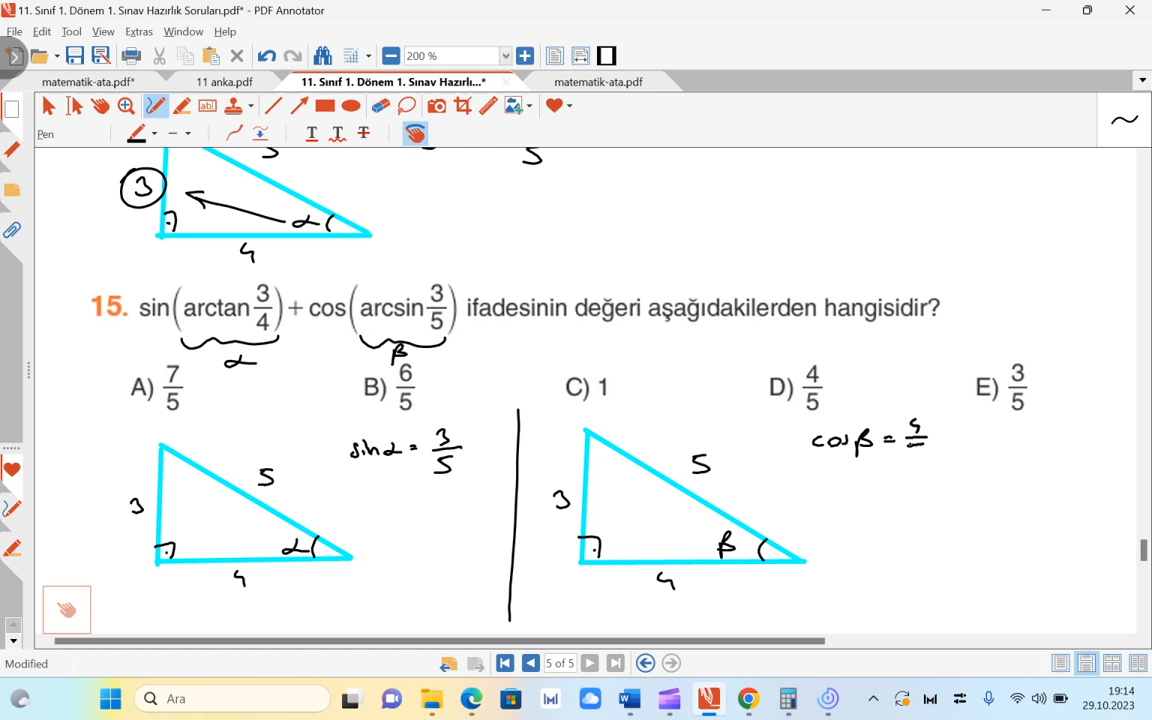 11. Sınıf 1. Dönem 1. Sınav Hazırlık Soruları.pdf* - PDF Annotator
File Edit Tool View Extras Window Help
200 %
matematik-ata.pdf* 11 anka.pdf 11. Sınıf 1. Dönem 1. Sınav Hazırlı...* matematik-ata.pdf
Pen
3 α
4
5
15. sin(arctan 3/4) + cos(arcsin 3/5) ifadesinin değeri aşağıdakilerden hangisidir?
α β
A) 7/5 B) 6/5 C) 1 D) 4/5 E) 3/5
sinα = 3/5 cosβ = 4/
3 5 α 4
3 5 β 4
5 of 5
Modified
Ara
19:14
29.10.2023